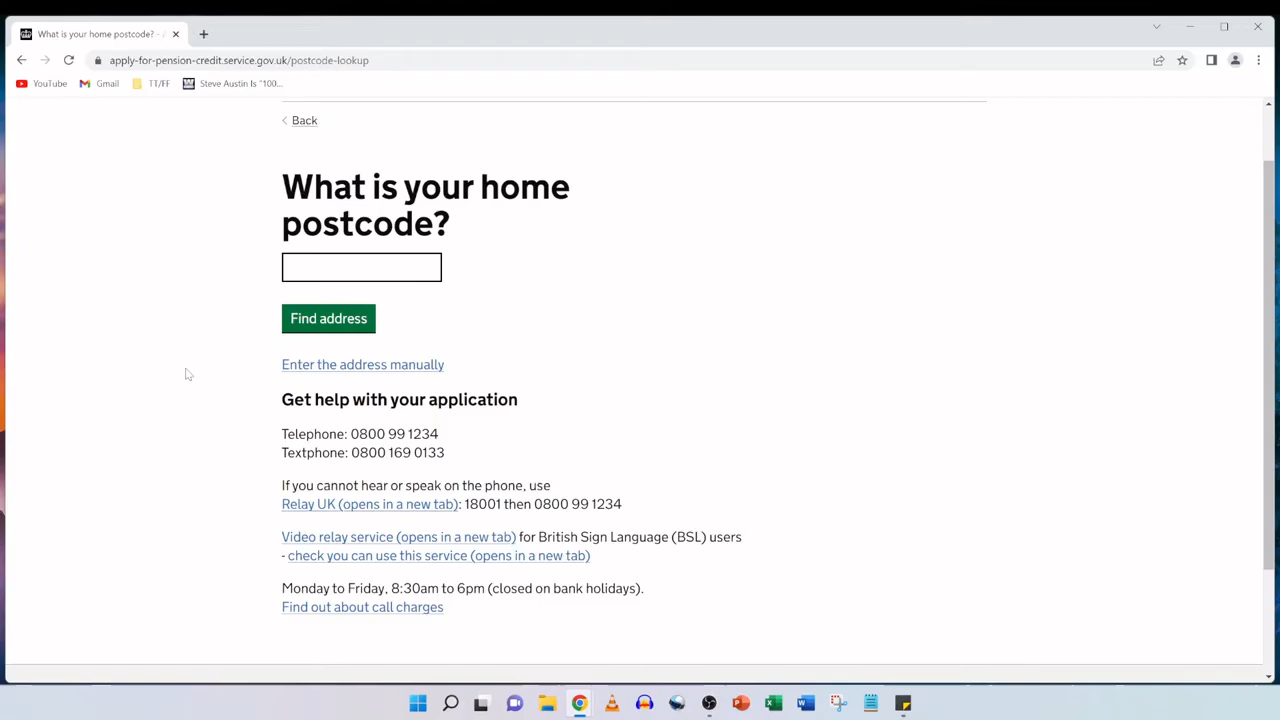 What is your home postcode? -
apply-for-pension-credit.service.gov.uk/postcode-lookup
YouTube
Gmail
TT/FF
Steve Austin Is "100...
Back
What is your home
postcode?
Find address
Enter the address manually
Get help with your application
Telephone: 0800 99 1234
Textphone: 0800 169 0133
If you cannot hear or speak on the phone, use
Relay UK (opens in a new tab): 18001 then 0800 99 1234
Video relay service (opens in a new tab) for British Sign Language (BSL) users
- check you can use this service (opens in a new tab)
Monday to Friday, 8:30am to 6pm (closed on bank holidays).
Find out about call charges